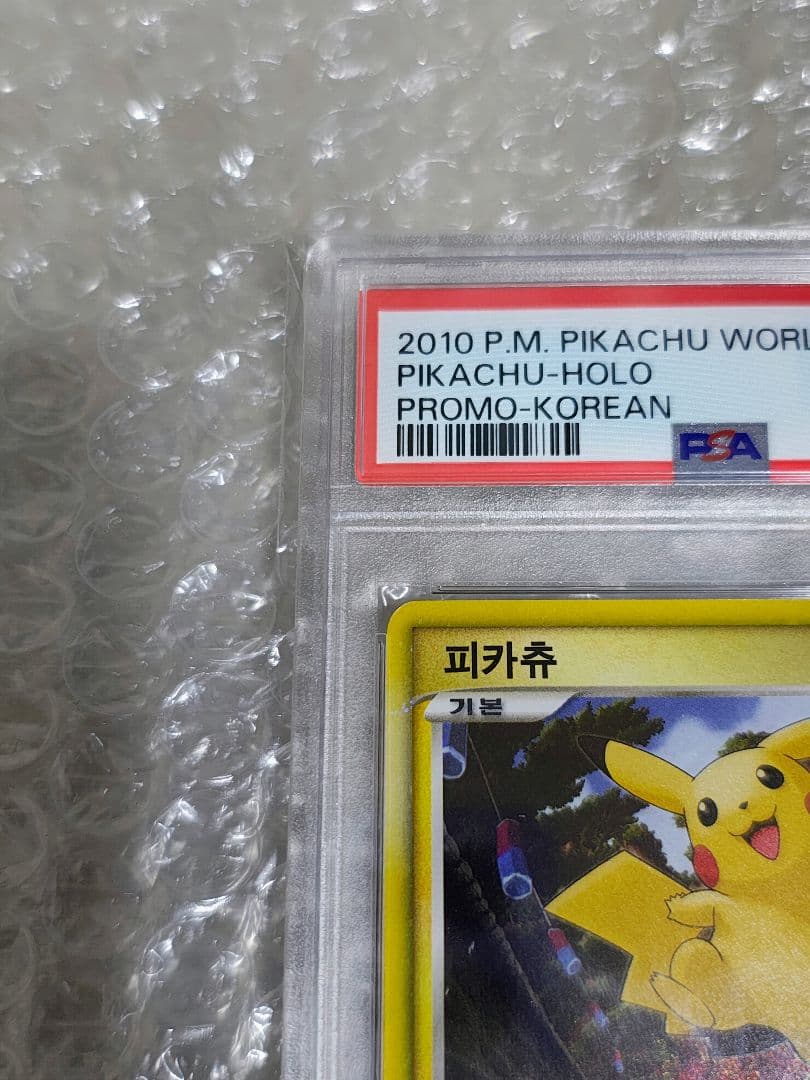 2010 P.M. PIKACHU WORL
PIKACHU-HOLO
PROMO-KOREAN
PSA
피카츄
기본